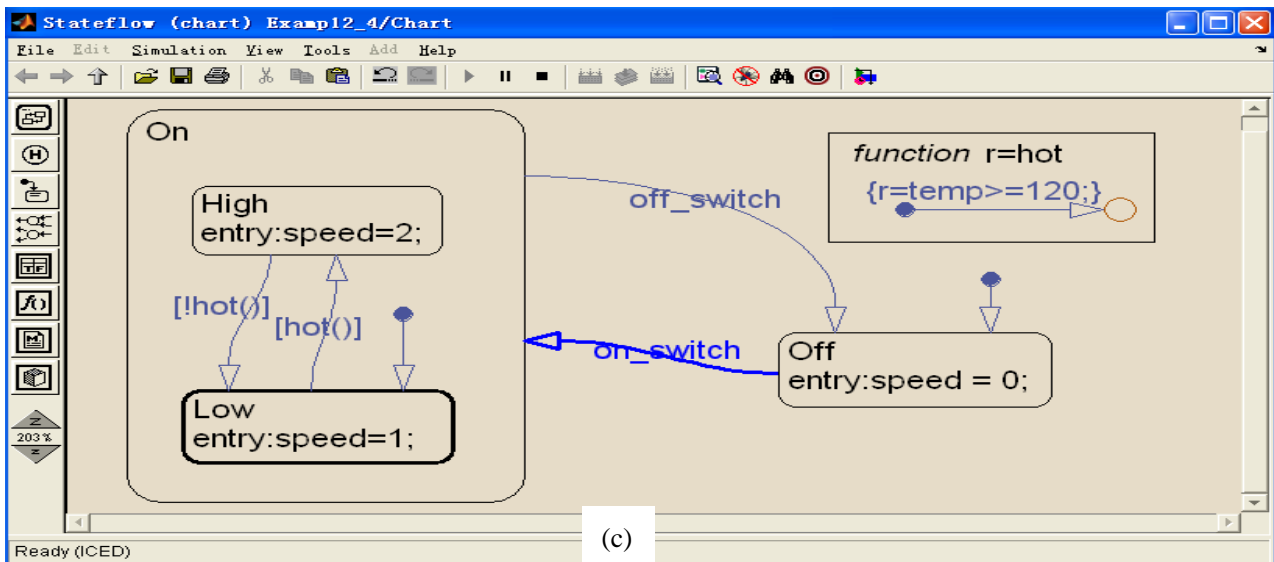 Stateflow (chart) Examp12_4/Chart
File Edit Simulation View Tools Add Help
On
High
entry:speed=2;
[!hot()]
[hot()]
Low
entry:speed=1;
off_switch
on_switch
function r=hot
{r=temp>=120;}
Off
entry:speed = 0;
H
TF
f()
M
Z
203%
Z
(c)
Ready (ICED)